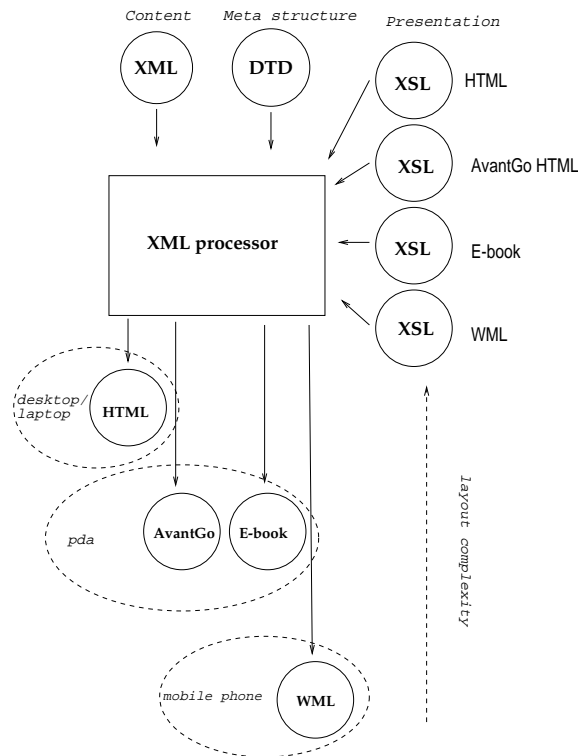 Content
Meta structure
Presentation
XML
DTD
XSL
HTML
XSL
AvantGo HTML
XML processor
XSL
E-book
XSL
WML
desktop/
laptop
HTML
pda
AvantGo
E-book
layout complexity
mobile phone
WML